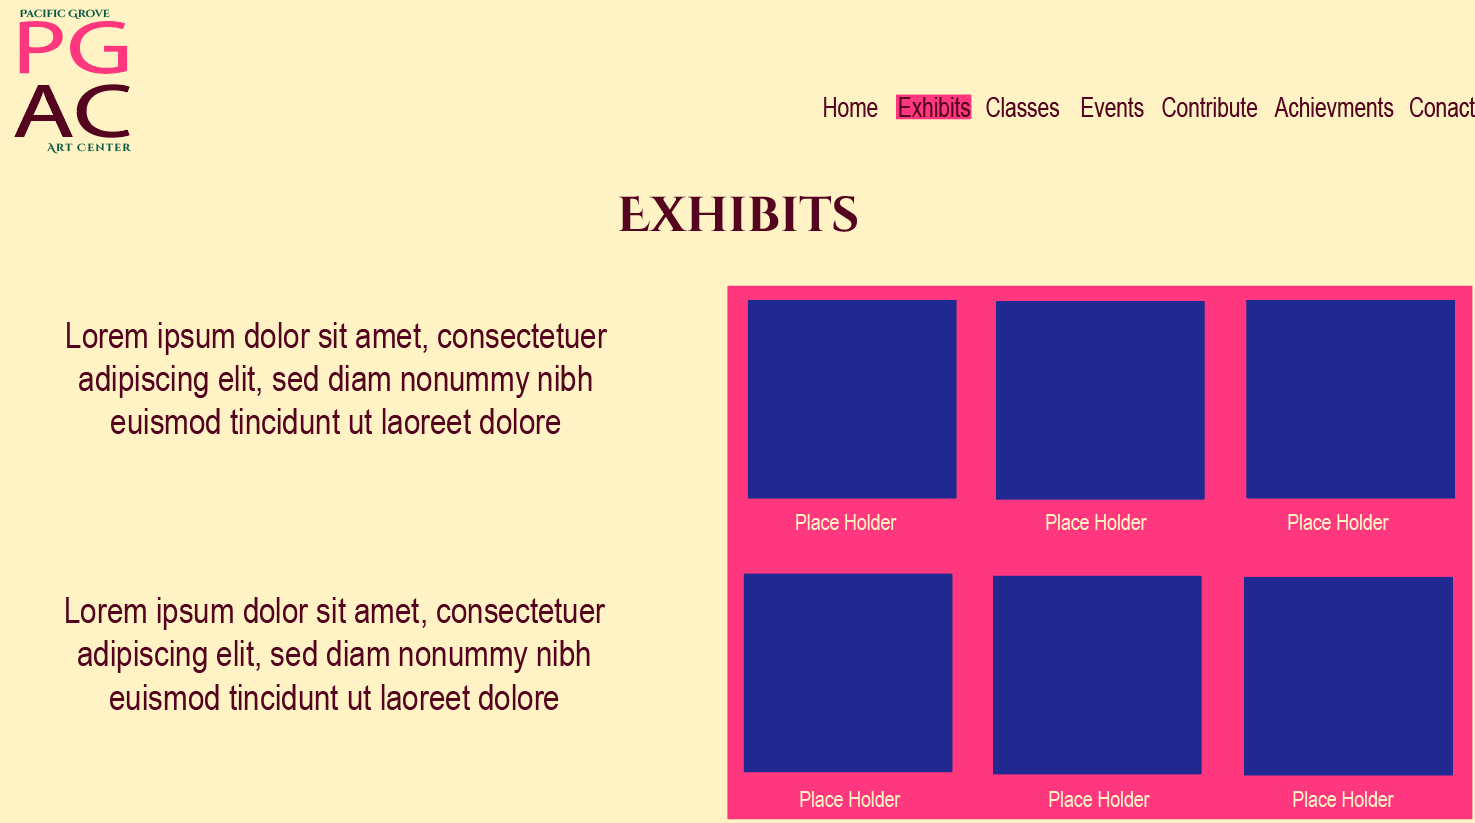 Pacific Grove
PG
AC
Art Center
Home Exhibits Classes Events Contribute Achievments Conact
Exhibits
Lorem ipsum dolor sit amet, consectetuer
adipiscing elit, sed diam nonummy nibh
euismod tincidunt ut laoreet dolore
Place Holder Place Holder Place Holder
Lorem ipsum dolor sit amet, consectetuer
adipiscing elit, sed diam nonummy nibh
euismod tincidunt ut laoreet dolore
Place Holder Place Holder Place Holder